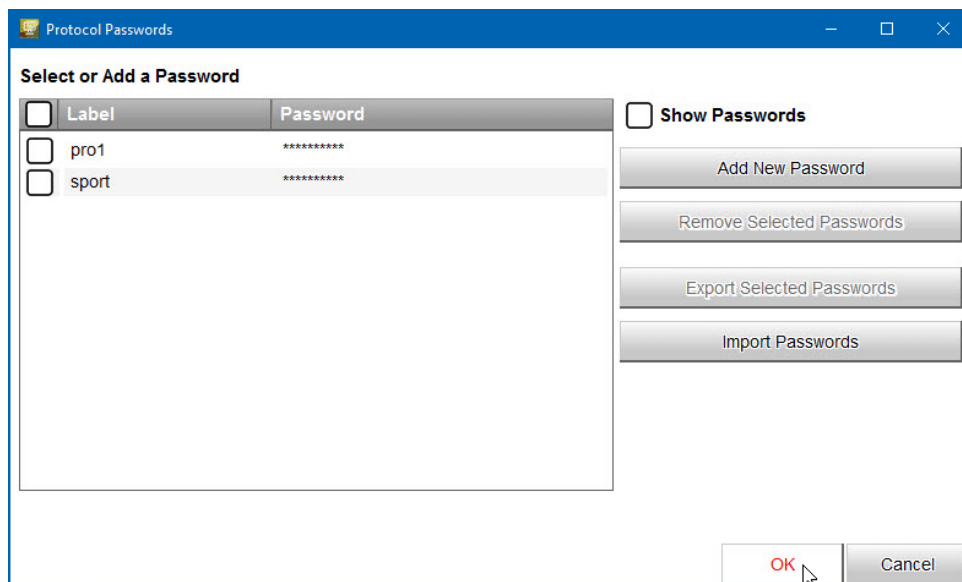 Protocol Passwords
Select or Add a Password
Label Password
Show Passwords
pro1 **********
sport **********
Add New Password
Remove Selected Passwords
Export Selected Passwords
Import Passwords
OK Cancel